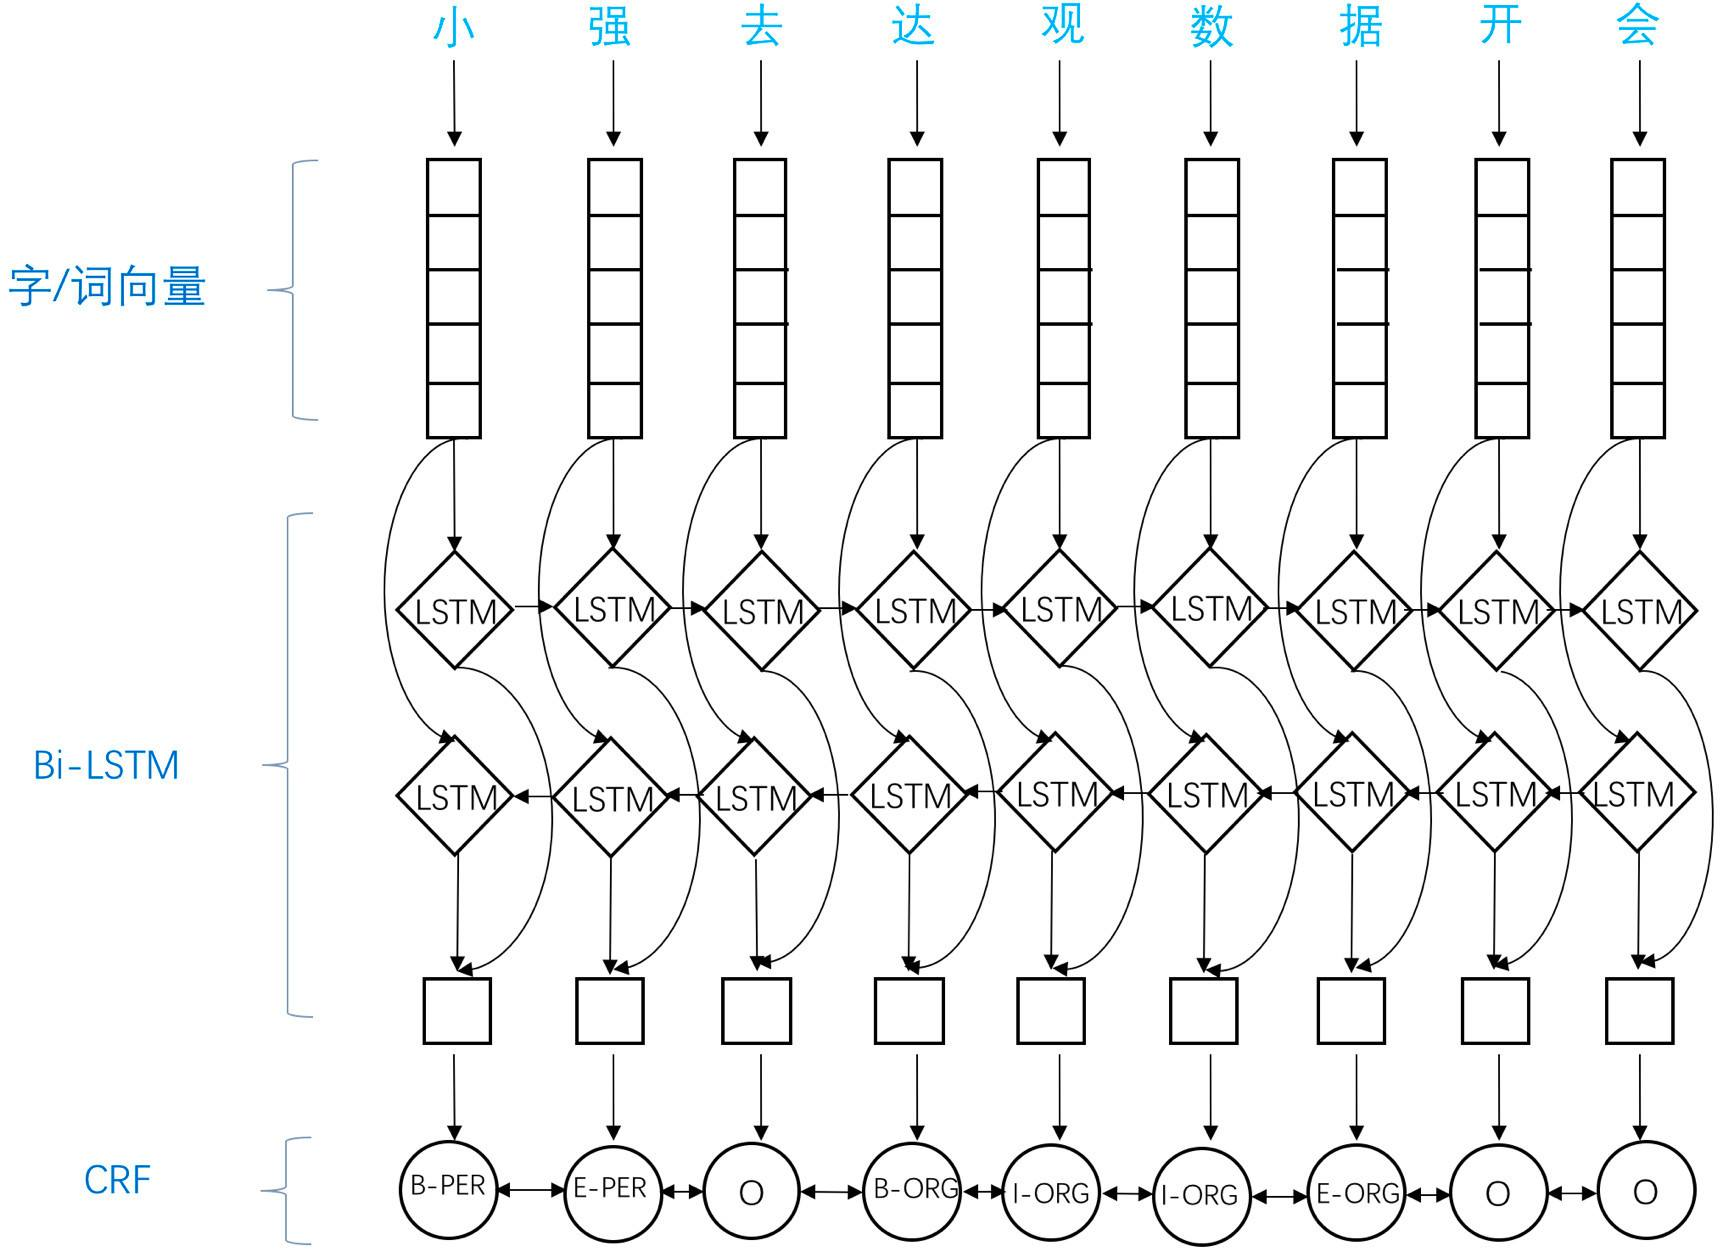 小 强 去 达 观 数 据 开 会
字/词向量
LSTM LSTM LSTM LSTM LSTM LSTM LSTM LSTM LSTM
Bi-LSTM
LSTM LSTM LSTM LSTM LSTM LSTM LSTM LSTM LSTM
CRF
B-PER E-PER O B-ORG I-ORG I-ORG E-ORG O O